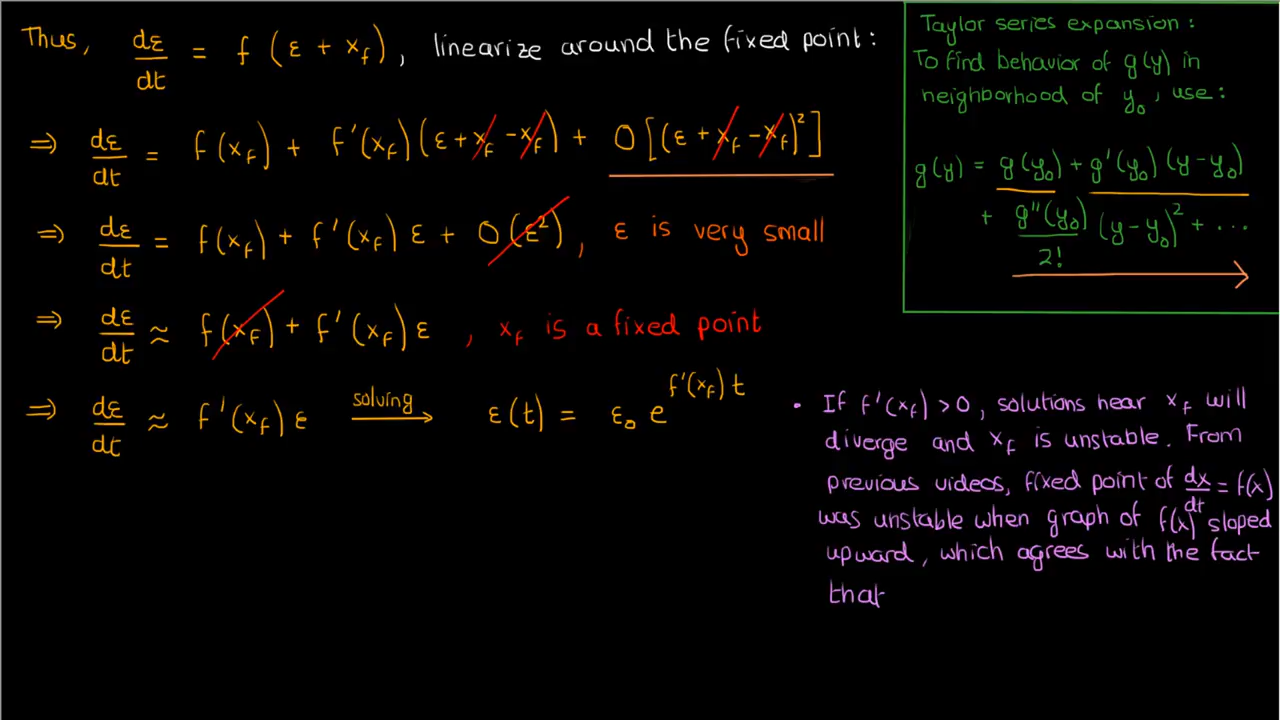 Thus, dε/dt = f(ε + x_f), linearize around the fixed point:
⇒ dε/dt = f(x_f) + f'(x_f)(ε + x_f - x_f) + O[(ε + x_f - x_f)²]
⇒ dε/dt = f(x_f) + f'(x_f) ε + O(ε²), ε is very small
⇒ dε/dt ≈ f(x_f) + f'(x_f) ε , x_f is a fixed point
⇒ dε/dt ≈ f'(x_f) ε solving → ε(t) = ε₀ e^{f'(x_f) t}
Taylor series expansion:
To find behavior of g(y) in
neighborhood of y₀, use:
g(y) = g(y₀) + g'(y₀)(y - y₀)
+ g''(y₀)/2! (y - y₀)² + ...
• If f'(x_f) > 0, solutions near x_f will
diverge and x_f is unstable. From
previous videos, fixed point of dx/dt = f(x)
was unstable when graph of f(x) sloped
upward, which agrees with the fact
that